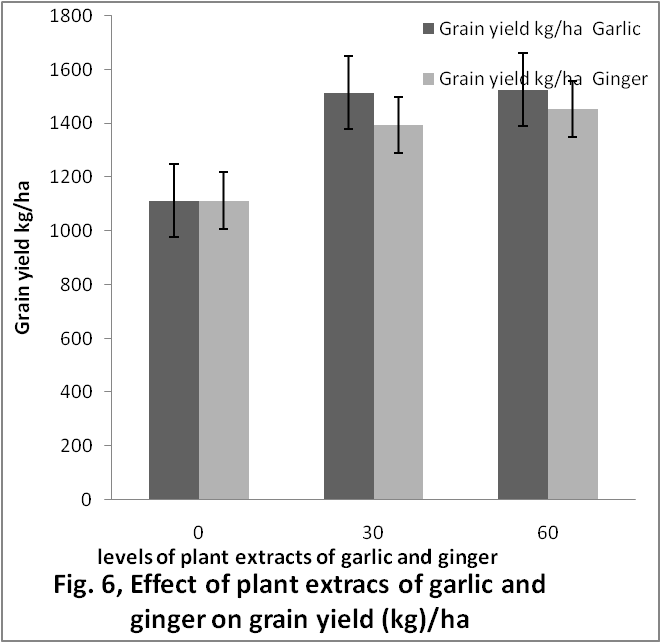 1800
1600
1400
1200
1000
800
600
400
200
0
Grain yield kg/ha
Grain yield kg/ha Garlic
Grain yield kg/ha Ginger
0 30 60
levels of plant extracts of garlic and ginger
Fig. 6, Effect of plant extracs of garlic and
ginger on grain yield (kg)/ha